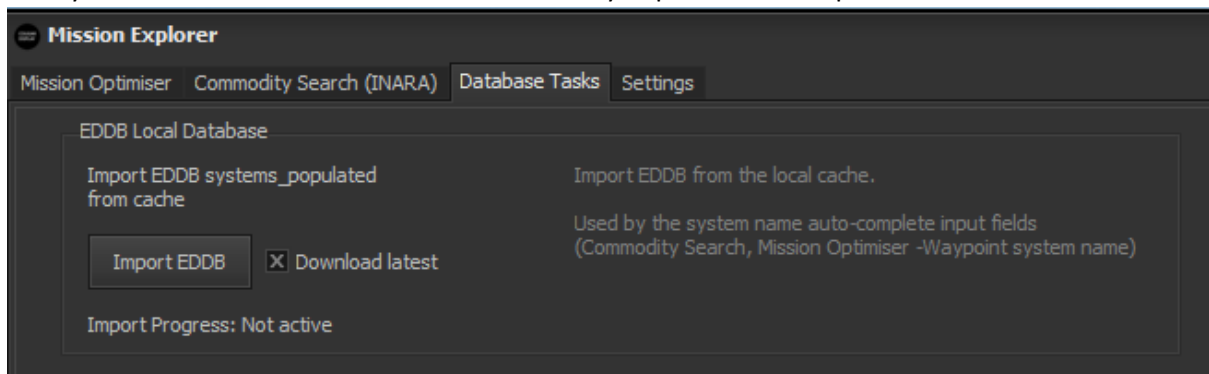 Mission Explorer
Mission Optimiser Commodity Search (INARA) Database Tasks Settings
EDDB Local Database
Import EDDB systems_populated
from cache
Import EDDB from the local cache.
Used by the system name auto-complete input fields
(Commodity Search, Mission Optimiser -Waypoint system name)
Import EDDB X Download latest
Import Progress: Not active